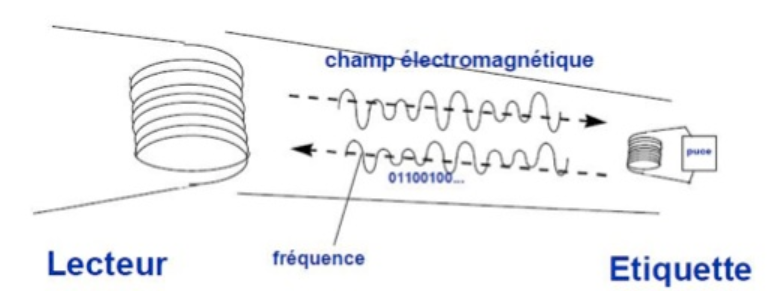 champ électromagnétique
puce
01100100...
fréquence
Lecteur
Etiquette